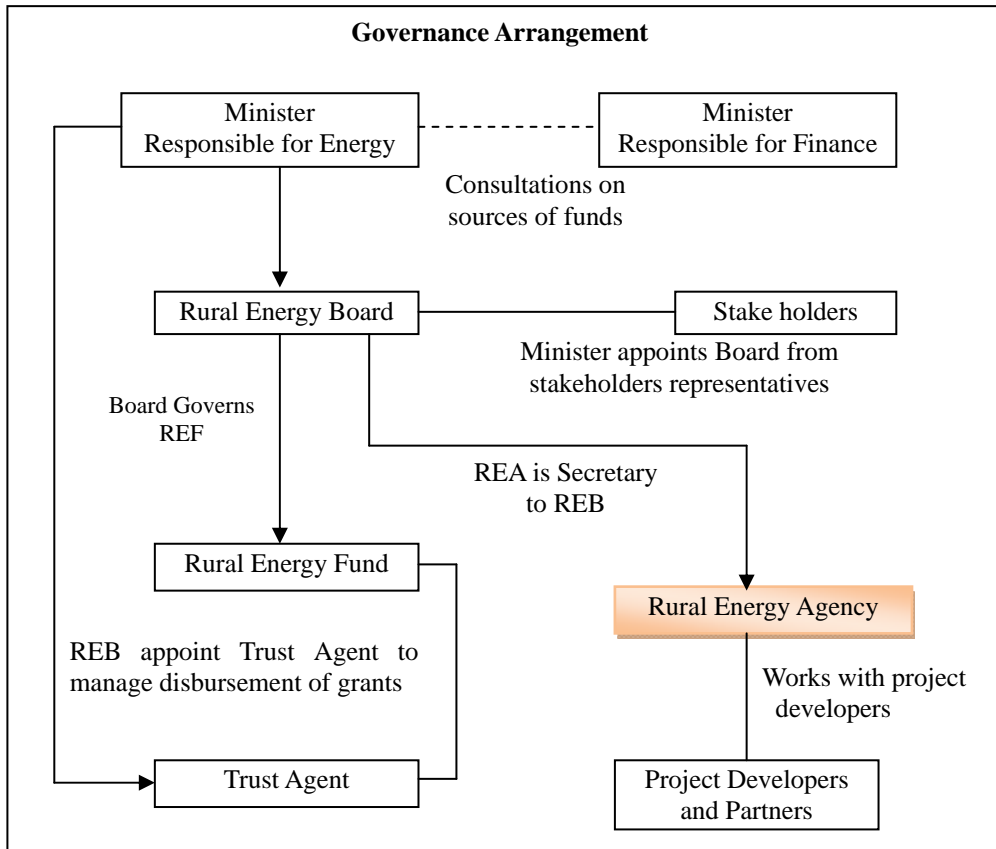 Governance Arrangement
Minister
Responsible for Energy
Minister
Responsible for Finance
Consultations on
sources of funds
Rural Energy Board
Stake holders
Minister appoints Board from
stakeholders representatives
Board Governs
REF
REA is Secretary
to REB
Rural Energy Fund
Rural Energy Agency
REB appoint Trust Agent to
manage disbursement of grants
Works with project
developers
Trust Agent
Project Developers
and Partners